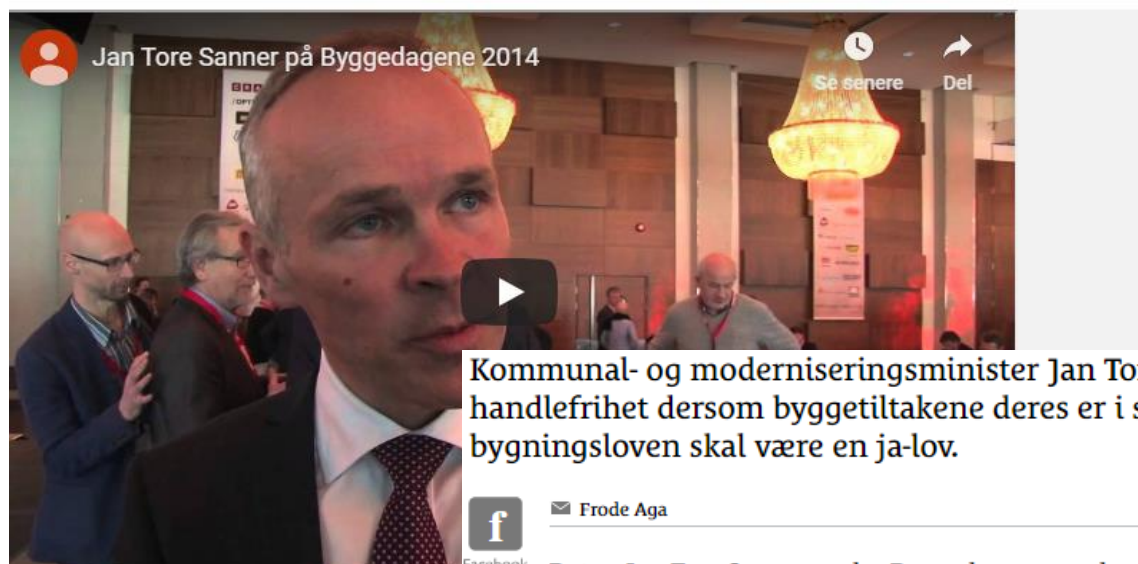 Jan Tore Sanner på Byggedagene 2014
Se senere
Del
Kommunal- og moderniseringsminister Jan To
handlefrihet dersom byggetiltakene deres er i s
bygningsloven skal være en ja-lov.
f
Frode Aga
Facebook